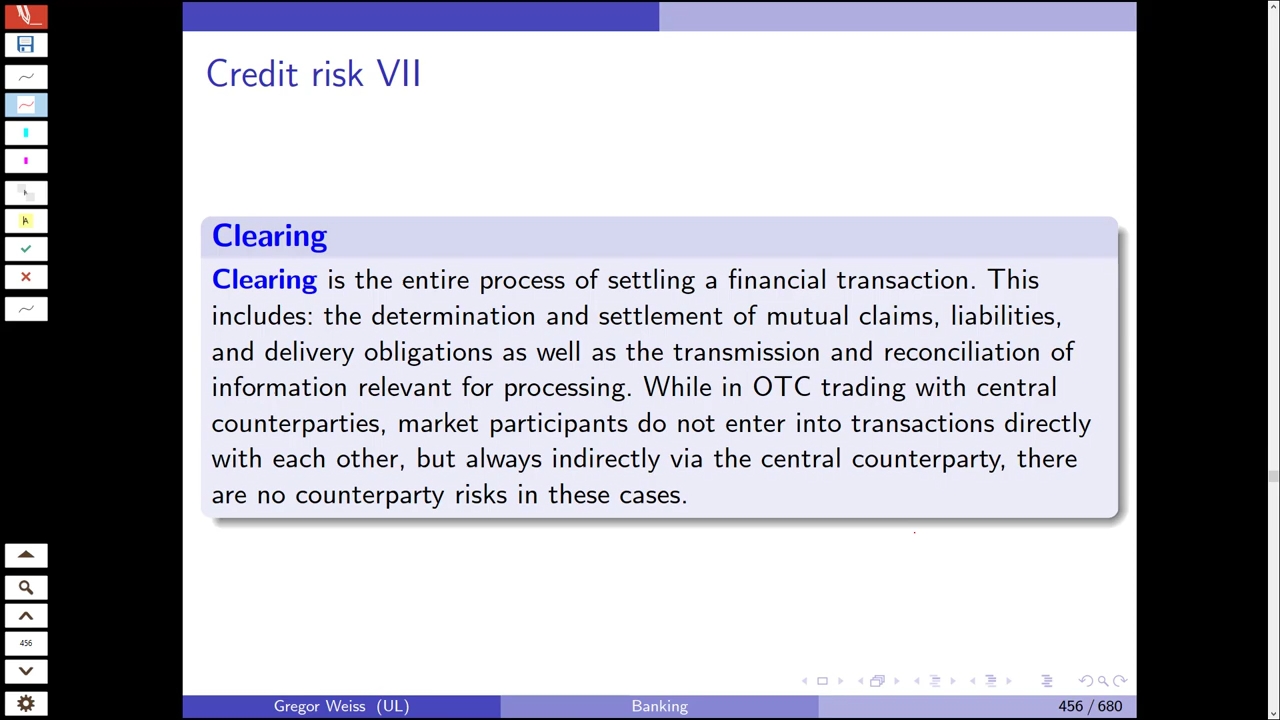 Credit risk VII
Clearing
Clearing is the entire process of settling a financial transaction. This
includes: the determination and settlement of mutual claims, liabilities,
and delivery obligations as well as the transmission and reconciliation of
information relevant for processing. While in OTC trading with central
counterparties, market participants do not enter into transactions directly
with each other, but always indirectly via the central counterparty, there
are no counterparty risks in these cases.
A
456
Gregor Weiss (UL) Banking 456 / 680